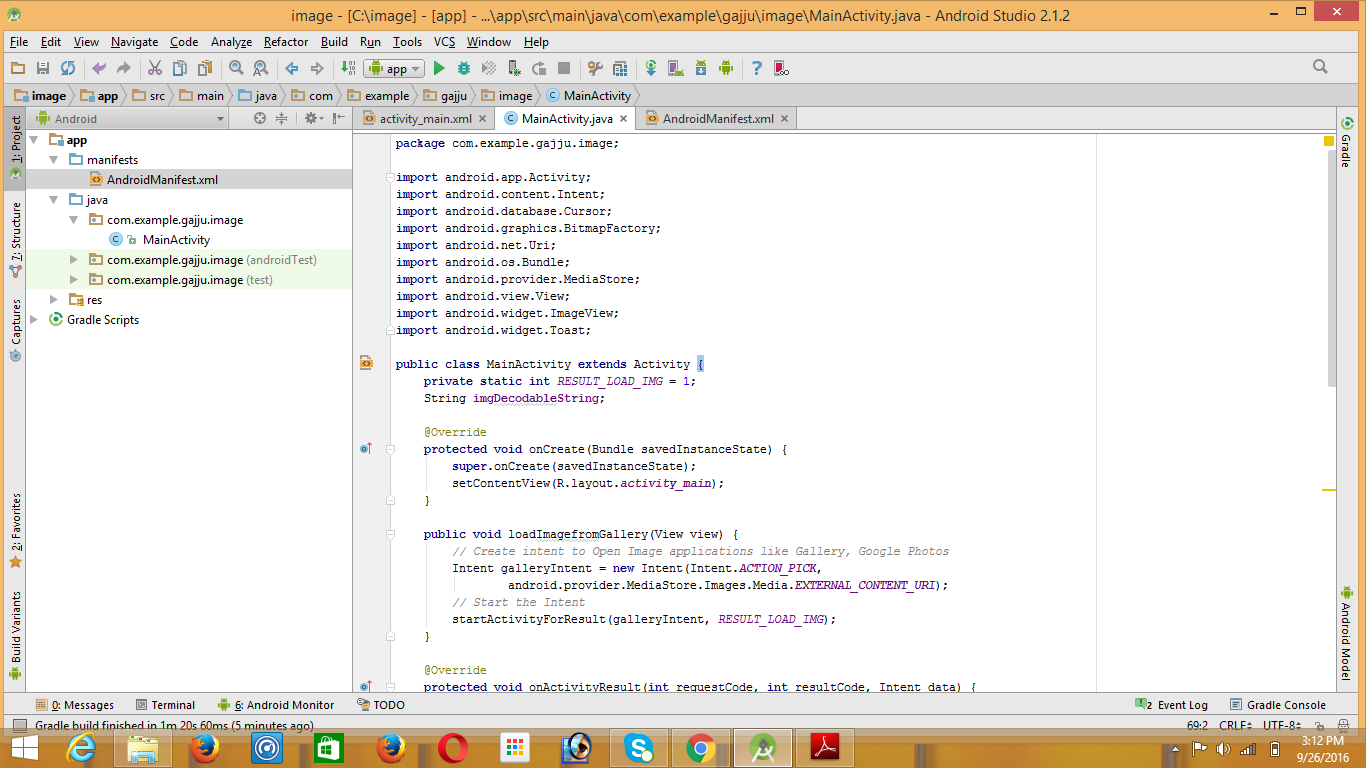 image - [C:\image] - [app] - ...\app\src\main\java\com\example\gajju\image\MainActivity.java - Android Studio 2.1.2
File Edit View Navigate Code Analyze Refactor Build Run Tools VCS Window Help
app
image app src main java com example gajju image MainActivity
Android
activity_main.xml MainActivity.java AndroidManifest.xml
1: Project
7: Structure
Captures
2: Favorites
Build Variants
app
manifests
AndroidManifest.xml
java
com.example.gajju.image
MainActivity
com.example.gajju.image (androidTest)
com.example.gajju.image (test)
res
Gradle Scripts
package com.example.gajju.image;
import android.app.Activity;
import android.content.Intent;
import android.database.Cursor;
import android.graphics.BitmapFactory;
import android.net.Uri;
import android.os.Bundle;
import android.provider.MediaStore;
import android.view.View;
import android.widget.ImageView;
import android.widget.Toast;
public class MainActivity extends Activity {
private static int RESULT_LOAD_IMG = 1;
String imgDecodableString;
@Override
protected void onCreate(Bundle savedInstanceState) {
super.onCreate(savedInstanceState);
setContentView(R.layout.activity_main);
}
public void loadImagefromGallery(View view) {
// Create intent to Open Image applications like Gallery, Google Photos
Intent galleryIntent = new Intent(Intent.ACTION_PICK,
android.provider.MediaStore.Images.Media.EXTERNAL_CONTENT_URI);
// Start the Intent
startActivityForResult(galleryIntent, RESULT_LOAD_IMG);
}
@Override
protected void onActivityResult(int requestCode, int resultCode, Intent data) {
Gradle
Android Model
0: Messages Terminal 6: Android Monitor TODO 2 Event Log Gradle Console
Gradle build finished in 1m 20s 60ms (5 minutes ago) 69:2 CRLF UTF-8
3:12 PM
9/26/2016